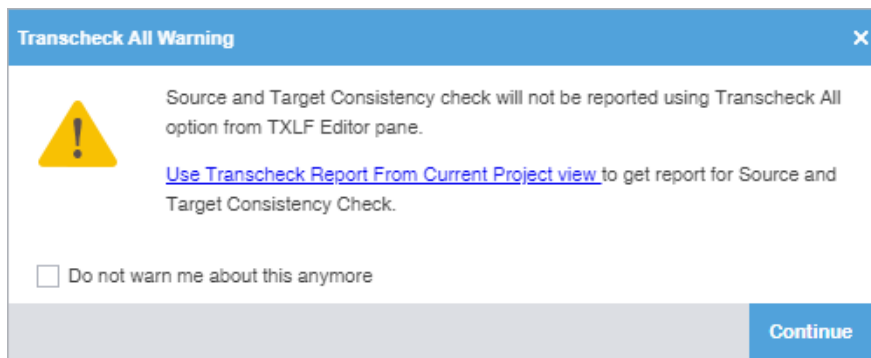 Transcheck All Warning
Source and Target Consistency check will not be reported using Transcheck All
option from TXLF Editor pane.
Use Transcheck Report From Current Project view to get report for Source and
Target Consistency Check.
Do not warn me about this anymore
Continue